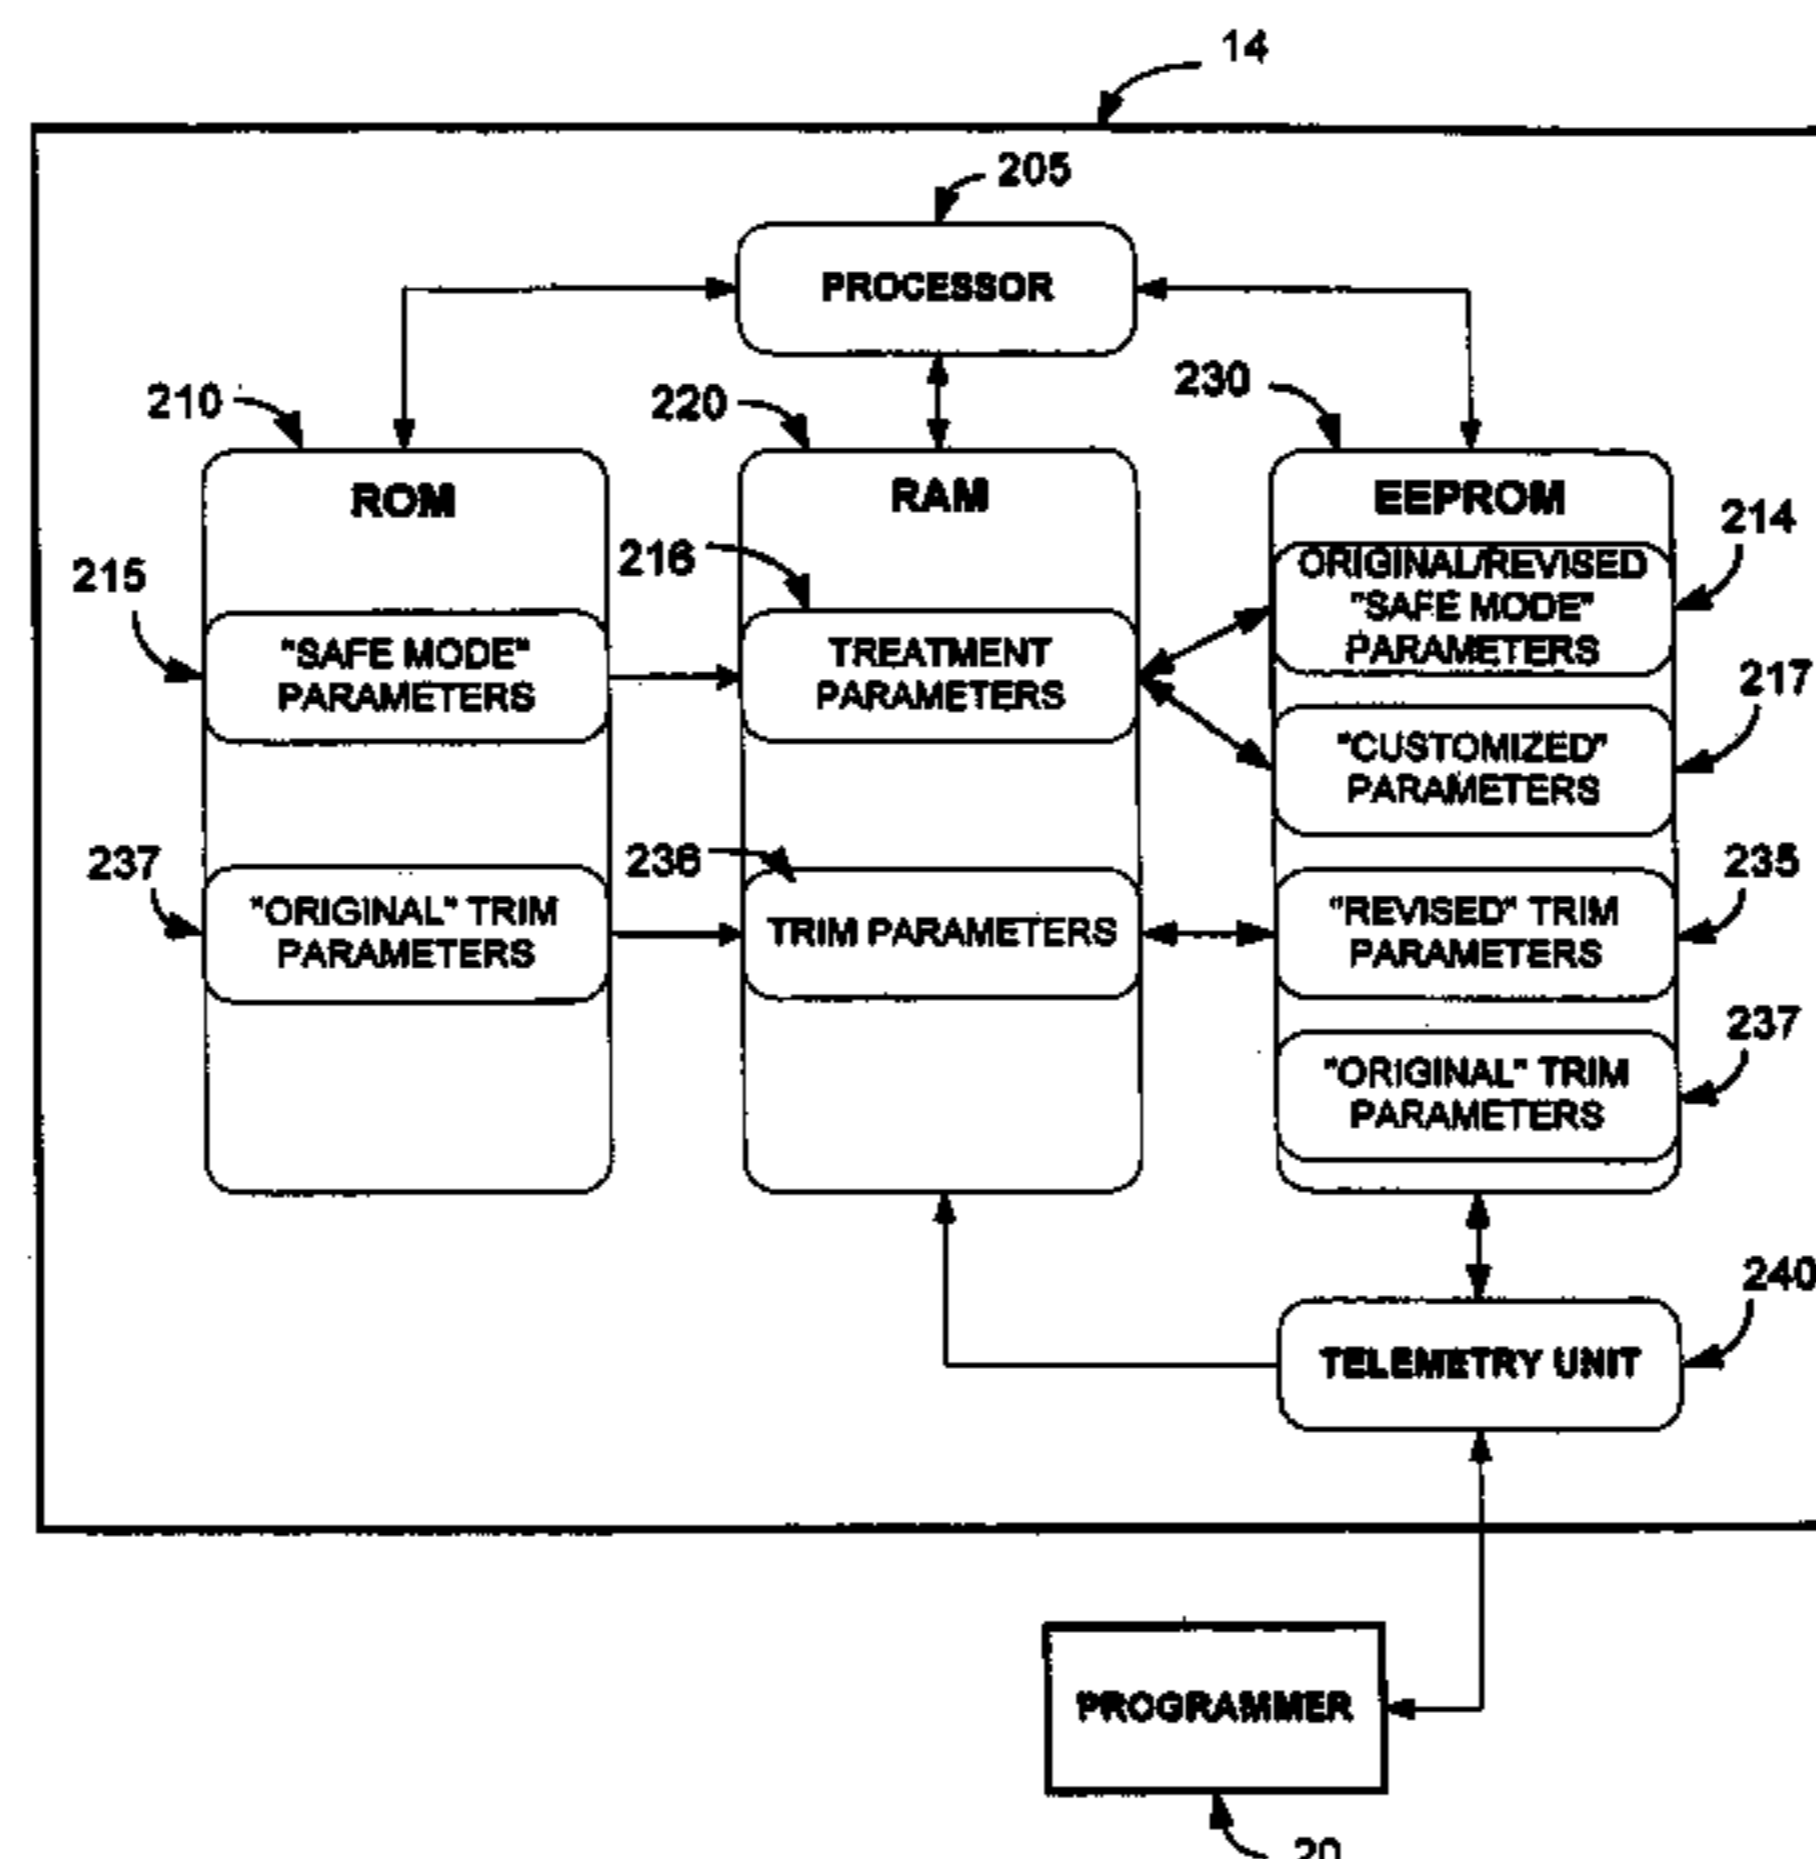 14
205
PROCESSOR
210
220
230
ROM
RAM
EEPROM
214
215
"SAFE MODE"
PARAMETERS
216
TREATMENT
PARAMETERS
ORIGINAL/REVISED
"SAFE MODE"
PARAMETERS
217
"CUSTOMIZED"
PARAMETERS
237
"ORIGINAL" TRIM
PARAMETERS
236
TRIM PARAMETERS
235
"REVISED" TRIM
PARAMETERS
237
"ORIGINAL" TRIM
PARAMETERS
240
TELEMETRY UNIT
PROGRAMMER
20